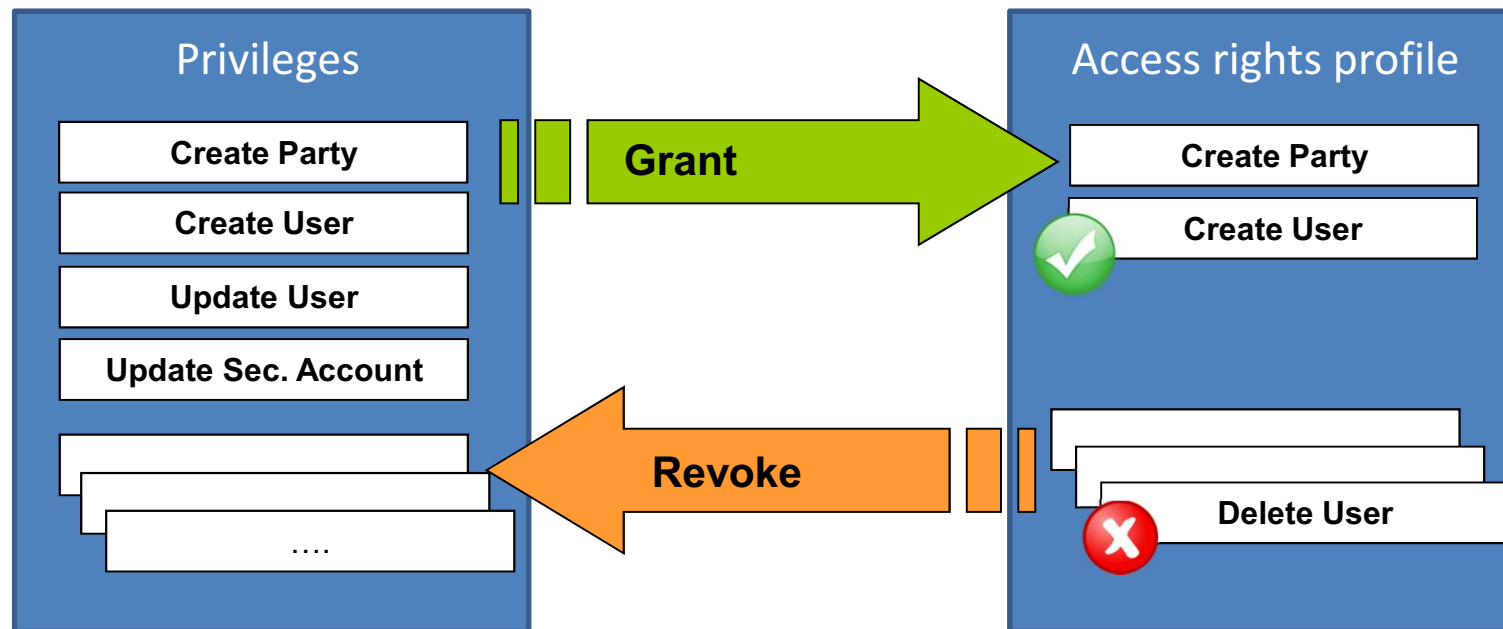 Privileges
Create Party
Create User
Update User
Update Sec. Account
....
Grant
Revoke
Access rights profile
Create Party
Create User
Delete User